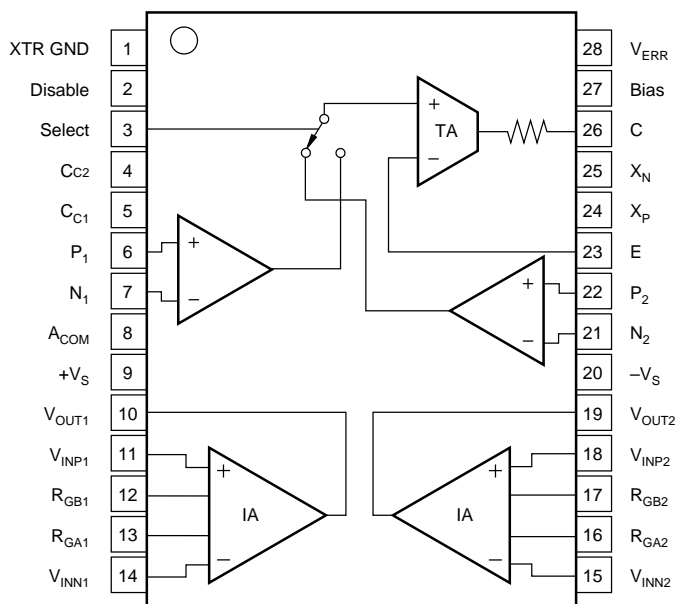 XTR GND 1
Disable 2
Select 3
CC2 4
CC1 5
P1 6
N1 7
ACOM 8
+VS 9
VOUT1 10
VINP1 11
RGB1 12
RGA1 13
VINN1 14
28 VERR
27 Bias
26 C
25 XN
24 XP
23 E
22 P2
21 N2
20 –VS
19 VOUT2
18 VINP2
17 RGB2
16 RGA2
15 VINN2
+
TA
–
+
–
+
–
+
IA
–
+
IA
–